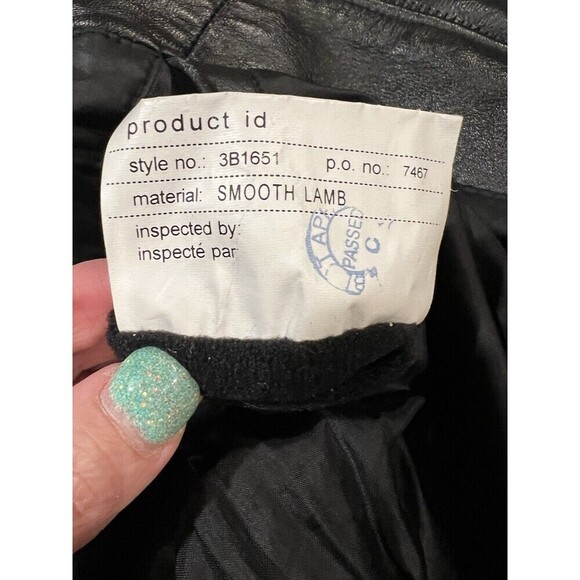 product id
style no.: 3B1651 p.o. no.: 7467
material: SMOOTH LAMB
inspected by:
inspecté par
PASSED
C